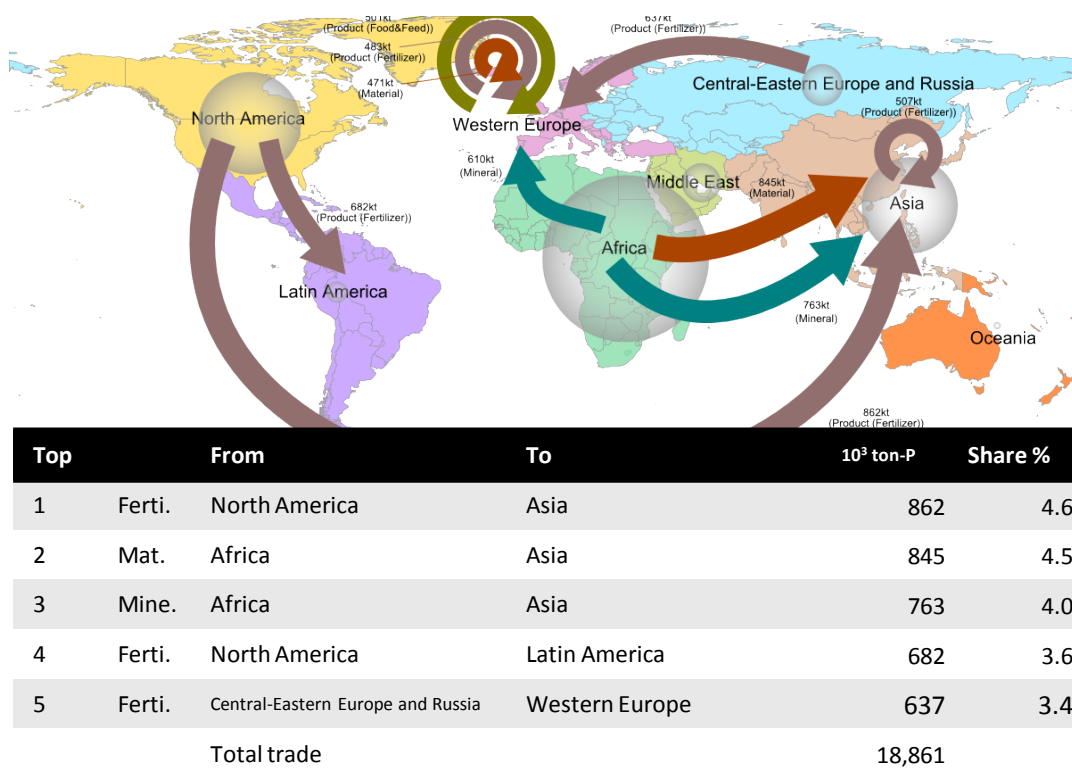 501kt
(Product (Food&Feed))
483kt
(Product (Fertilizer))
471kt
(Material)
637kt
(Product (Fertilizer))
Central-Eastern Europe and Russia
507kt
(Product (Fertilizer))
North America
Western Europe
610kt
(Mineral)
Middle East
845kt
(Material)
Asia
682kt
(Product (Fertilizer))
Africa
Latin America
763kt
(Mineral)
Oceania
862kt
(Product (Fertilizer))
Top From To 10³ ton-P Share %
1 Ferti. North America Asia 862 4.6
2 Mat. Africa Asia 845 4.5
3 Mine. Africa Asia 763 4.0
4 Ferti. North America Latin America 682 3.6
5 Ferti. Central-Eastern Europe and Russia Western Europe 637 3.4
Total trade 18,861